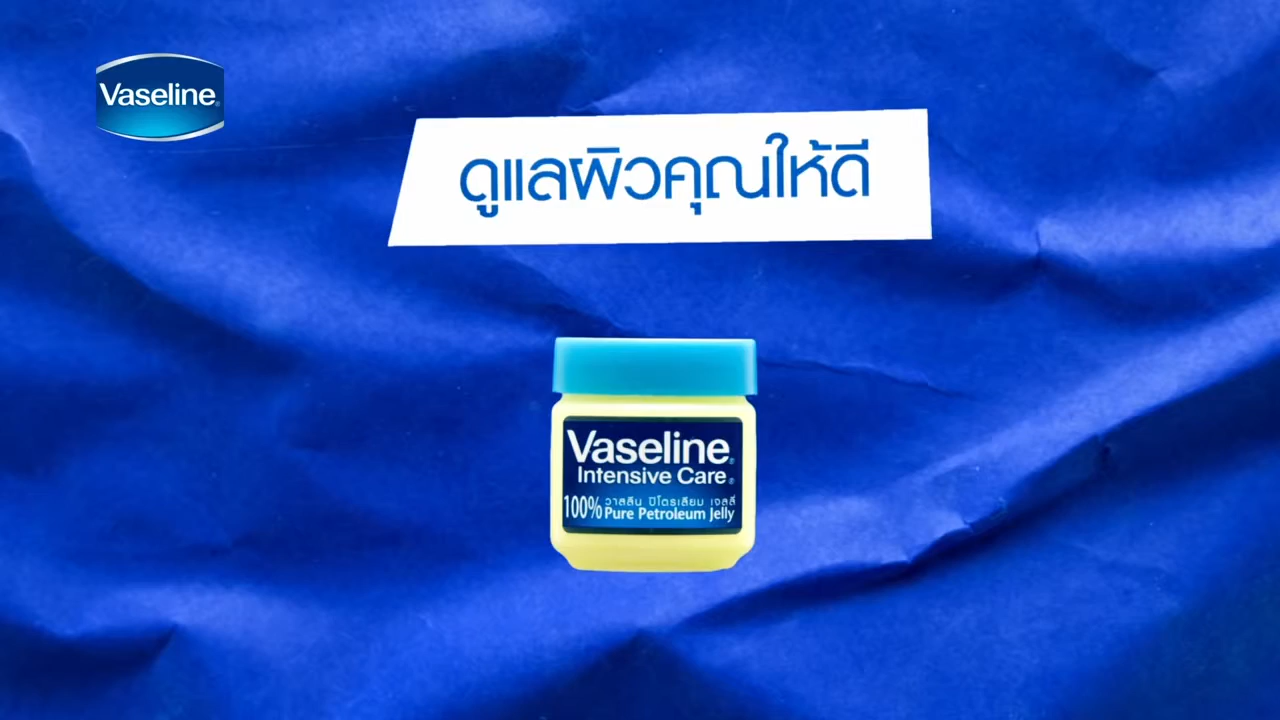 Vaseline
ดูแลผิวคุณให้ดี
Vaseline
Intensive Care
100% วาสลีน ปิโตรเลียม เจลลี่
Pure Petroleum Jelly